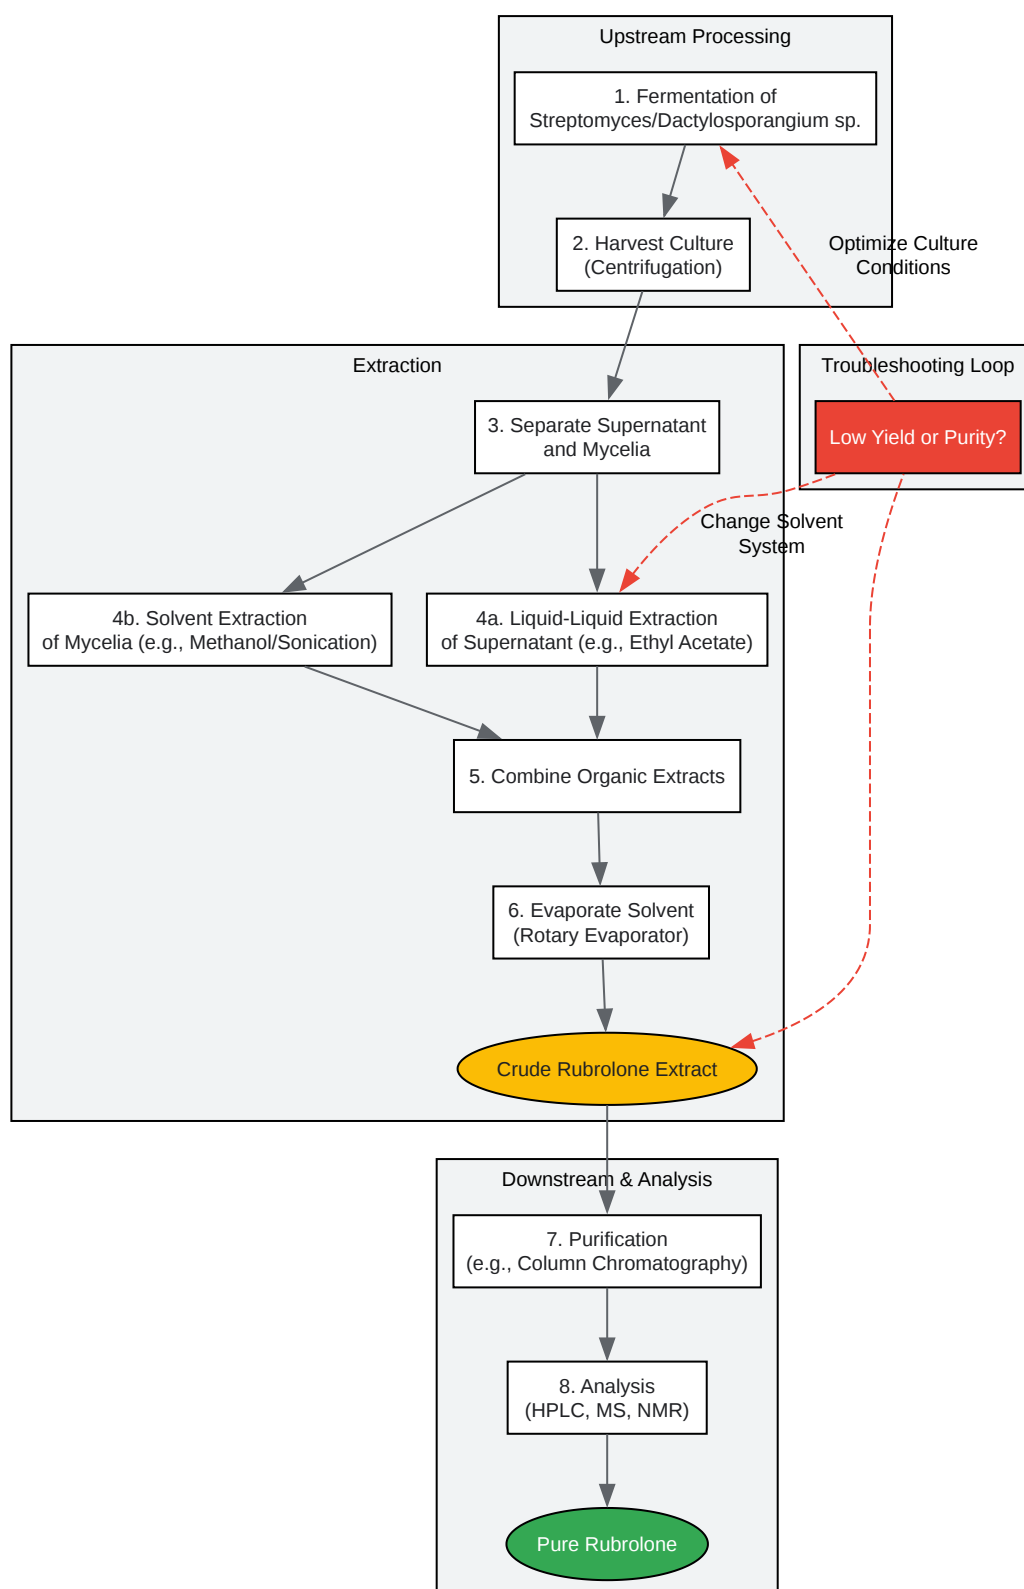 Upstream Processing
1. Fermentation of
Streptomyces/Dactylosporangium sp.
2. Harvest Culture
(Centrifugation)
Optimize Culture
Conditions
Extraction
Troubleshooting Loop
3. Separate Supernatant
and Mycelia
Low Yield or Purity?
Change Solvent
System
4b. Solvent Extraction
of Mycelia (e.g., Methanol/Sonication)
4a. Liquid-Liquid Extraction
of Supernatant (e.g., Ethyl Acetate)
5. Combine Organic Extracts
6. Evaporate Solvent
(Rotary Evaporator)
Crude Rubrolone Extract
Downstream & Analysis
7. Purification
(e.g., Column Chromatography)
8. Analysis
(HPLC, MS, NMR)
Pure Rubrolone